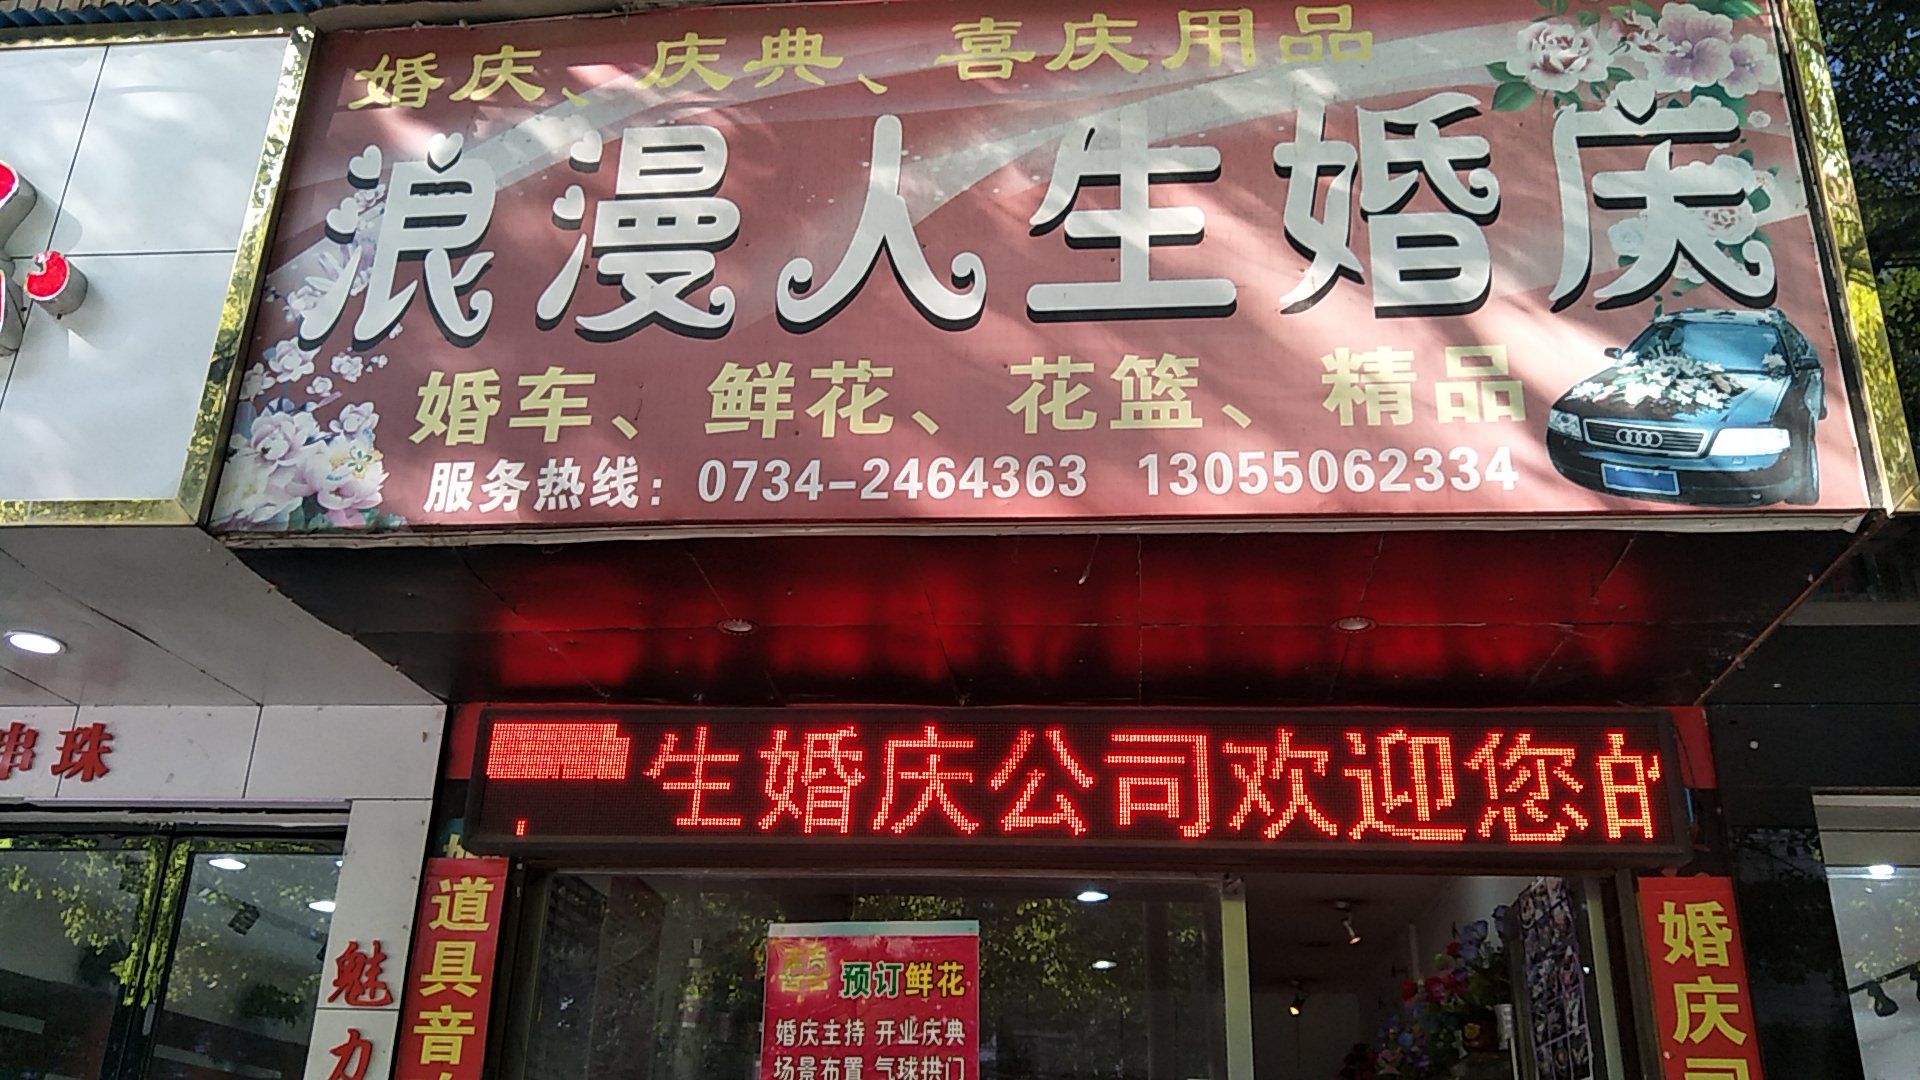 婚庆、庆典、喜庆用品
浪漫人生婚庆
婚车、鲜花、花篮、精品
服务热线：0734-2464363 13055062334
生婚庆公司欢迎您的
串珠
魅力
道具音
预订鲜花
婚庆主持 开业庆典
场景布置 气球拱门
婚庆